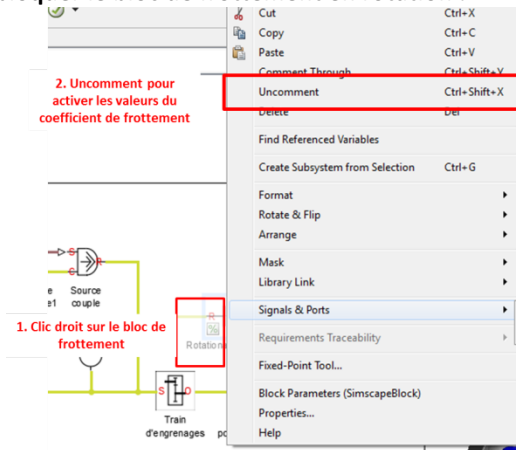 Cut Ctrl+X
Copy Ctrl+C
Paste Ctrl+V
Comment Through Ctrl+Shift+Y
Uncomment Ctrl+Shift+X
Delete Del
Find Referenced Variables
Create Subsystem from Selection Ctrl+G
Format
Rotate & Flip
Arrange
Mask
Library Link
Signals & Ports
Requirements Traceability
Fixed-Point Tool...
Block Parameters (SimscapeBlock)
Properties...
Help
2. Uncomment pour
activer les valeurs du
coefficient de frottement
S
R
C
Source
couple
1. Clic droit sur le bloc de
frottement
R
Rotation
S O
Train
d'engrenages